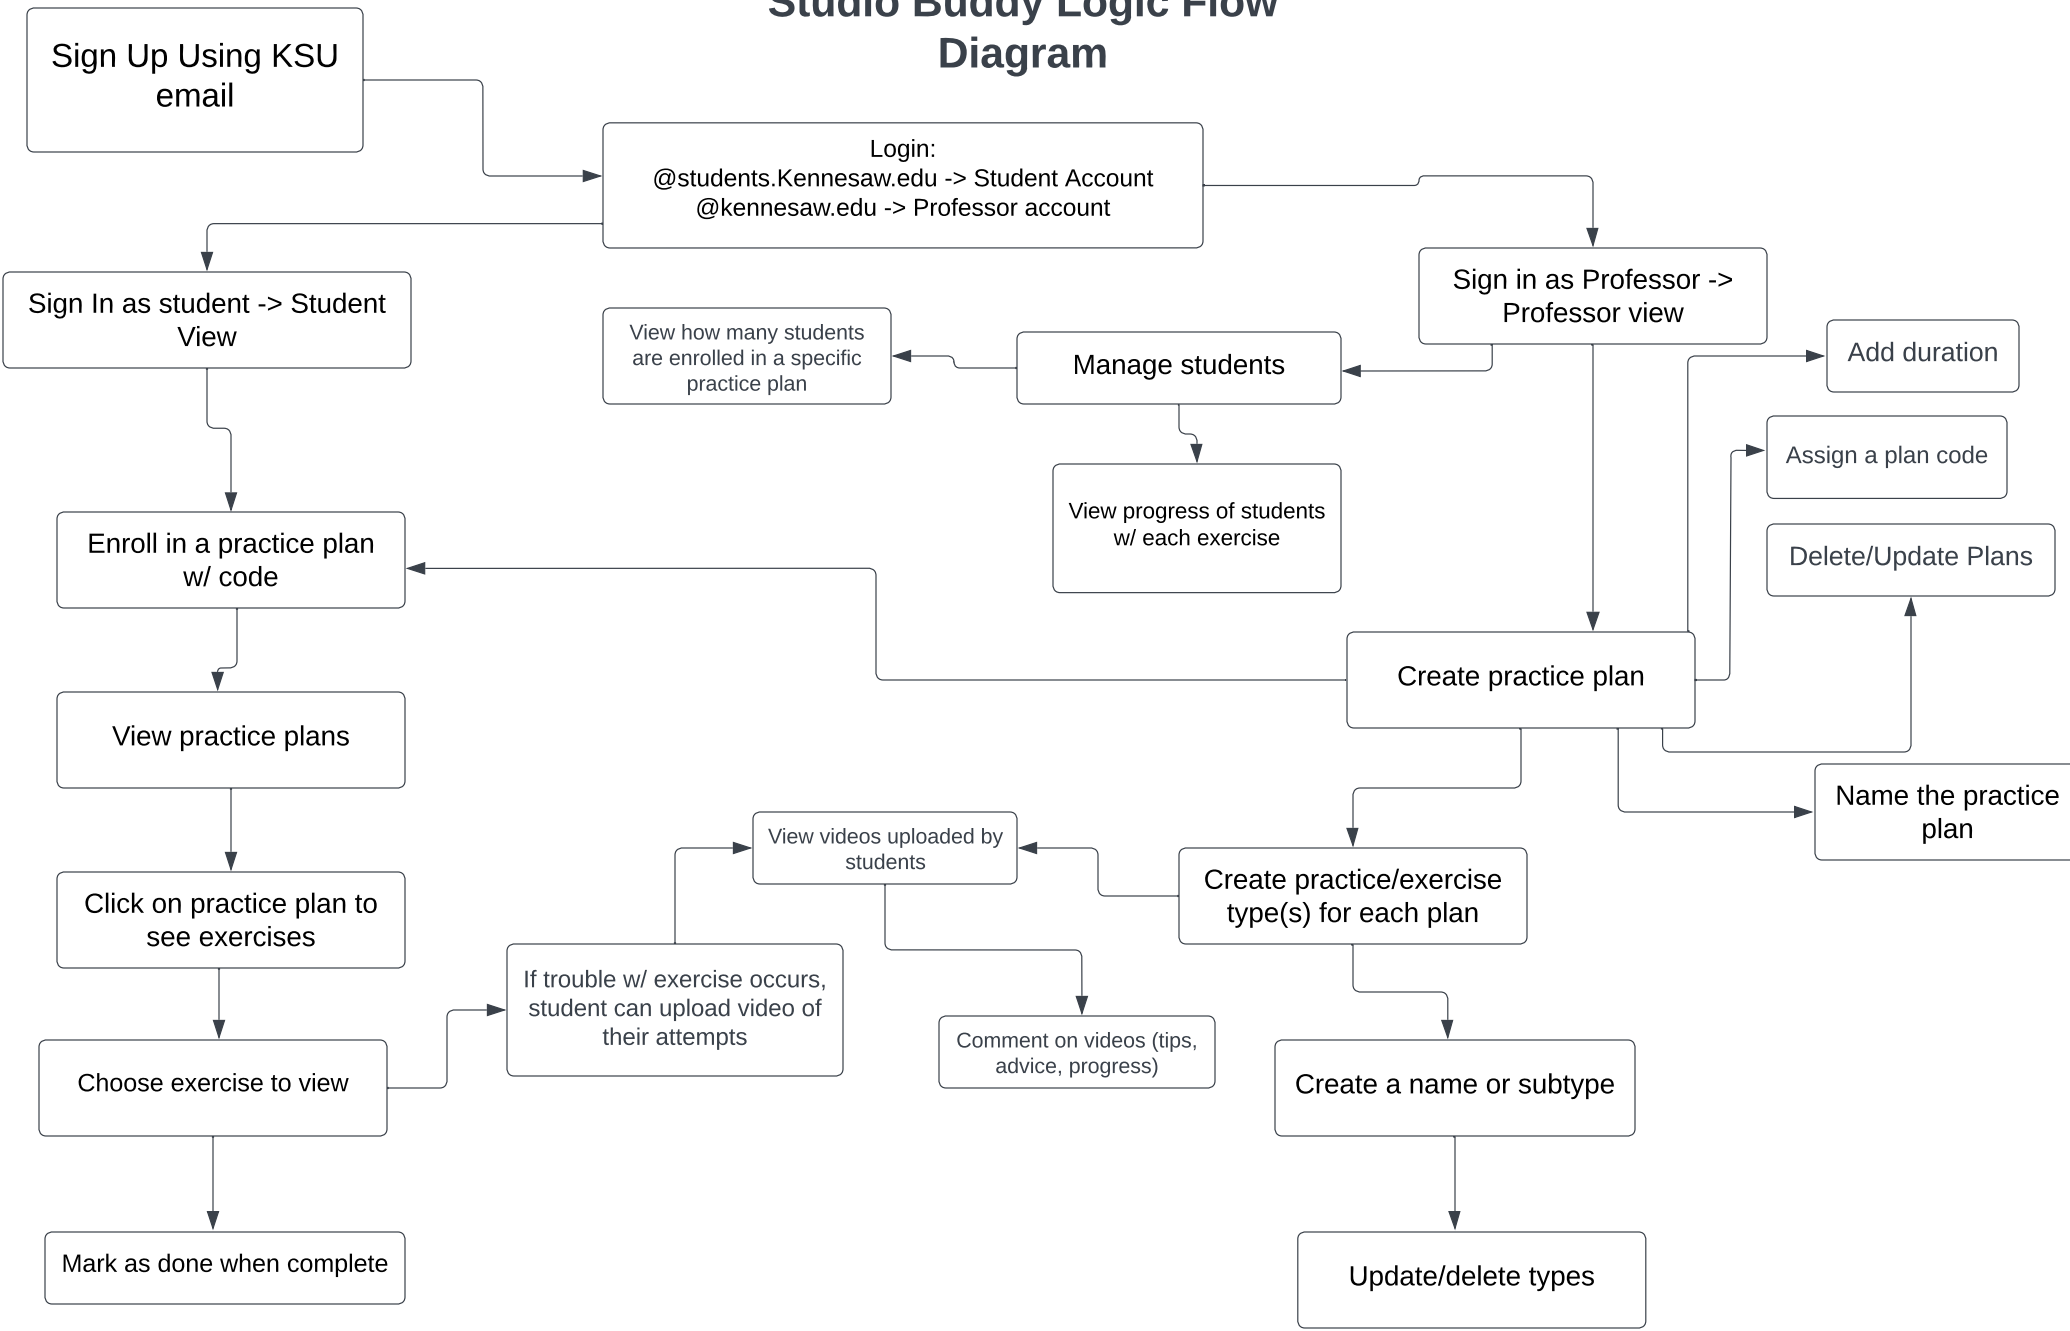 Studio Buddy Logic Flow
Diagram
Sign Up Using KSU
email
Login:
@students.Kennesaw.edu -> Student Account
@kennesaw.edu -> Professor account
Sign In as student -> Student
View
Sign in as Professor ->
Professor view
View how many students
are enrolled in a specific
practice plan
Manage students
Add duration
Assign a plan code
View progress of students
w/ each exercise
Enroll in a practice plan
w/ code
Delete/Update Plans
Create practice plan
View practice plans
Name the practice
plan
View videos uploaded by
students
Create practice/exercise
type(s) for each plan
Click on practice plan to
see exercises
If trouble w/ exercise occurs,
student can upload video of
their attempts
Comment on videos (tips,
advice, progress)
Choose exercise to view
Create a name or subtype
Mark as done when complete
Update/delete types